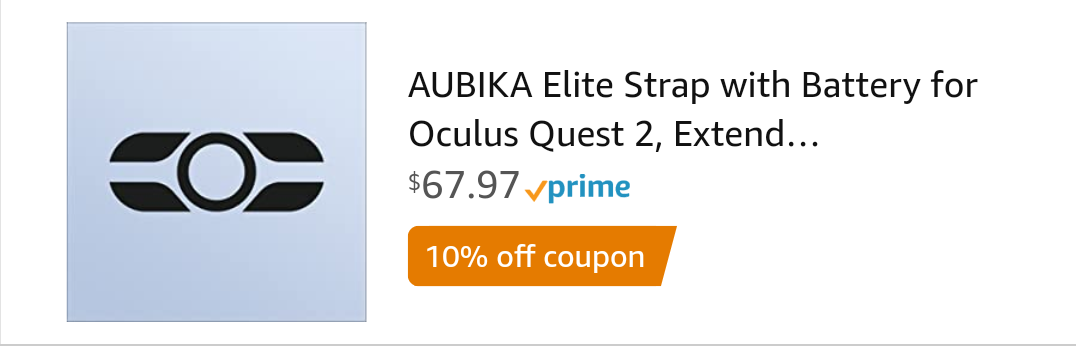 AUBIKA Elite Strap with Battery for
Oculus Quest 2, Extend...
$67.97 prime
10% off coupon